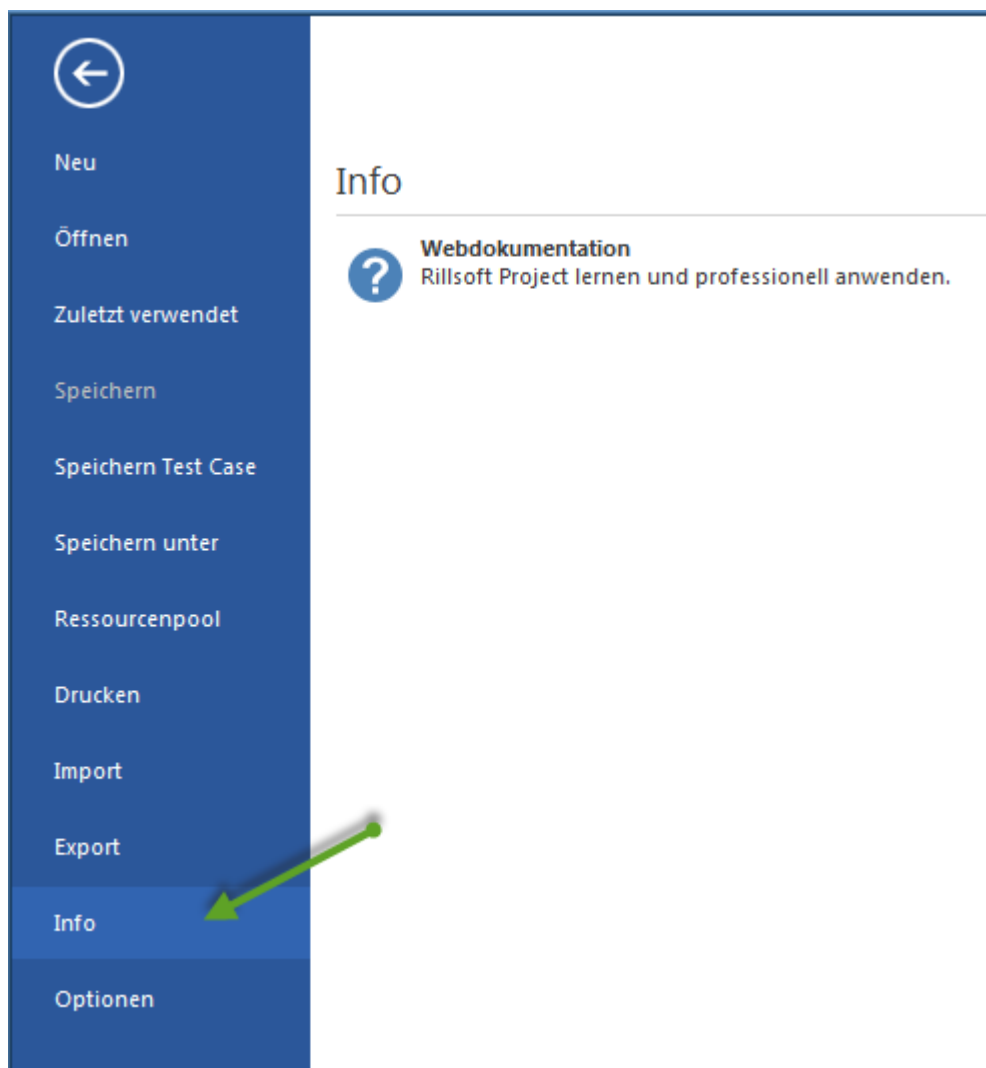 Neu
Öffnen
Zuletzt verwendet
Speichern
Speichern Test Case
Speichern unter
Ressourcenpool
Drucken
Import
Export
Info
Optionen
Info
Webdokumentation
Rillsoft Project lernen und professionell anwenden.